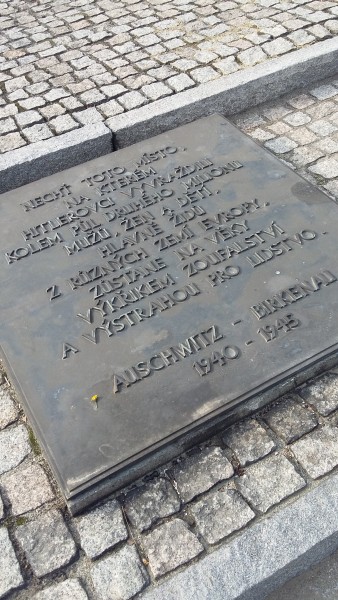 NECHŤ TOTO MÍSTO,
NA KTERÉM
HITLEROVCI VYVRAŽDILI
KOLEM PŮL DRUHÉHO MILIÓNU
MUŽŮ, ŽEN A DĚTÍ,
HLAVNĚ ŽIDŮ
Z RŮZNÝCH ZEMÍ EVROPY,
ZŮSTANE NA VĚKY
VÝKŘIKEM ZOUFALSTVÍ
A VÝSTRAHOU PRO LIDSTVO.
AUSCHWITZ - BIRKENAU
1940 - 1945